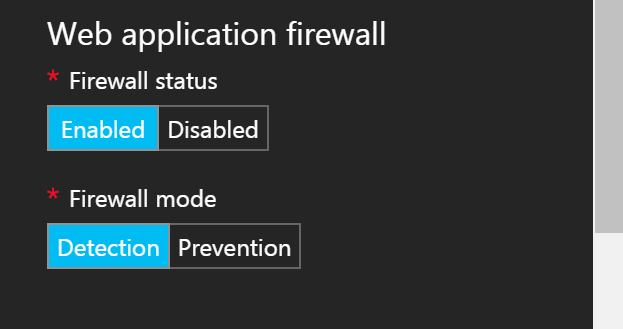 Web application firewall
* Firewall status
Enabled Disabled
* Firewall mode
Detection Prevention